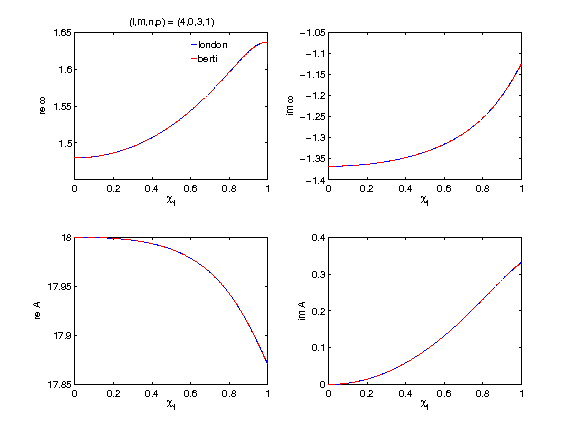 (l,m,n,p) = (4,0,3,1)
1.65
1.6
1.55
1.5
re ω
london
berti
0 0.2 0.4 0.6 0.8 1
χf
−1.05
−1.1
−1.15
−1.2
−1.25
−1.3
−1.35
−1.4
im ω
0 0.2 0.4 0.6 0.8 1
χf
18
17.95
17.9
17.85
re A
0 0.2 0.4 0.6 0.8 1
χf
0.4
0.3
0.2
0.1
0
im A
0 0.2 0.4 0.6 0.8 1
χf